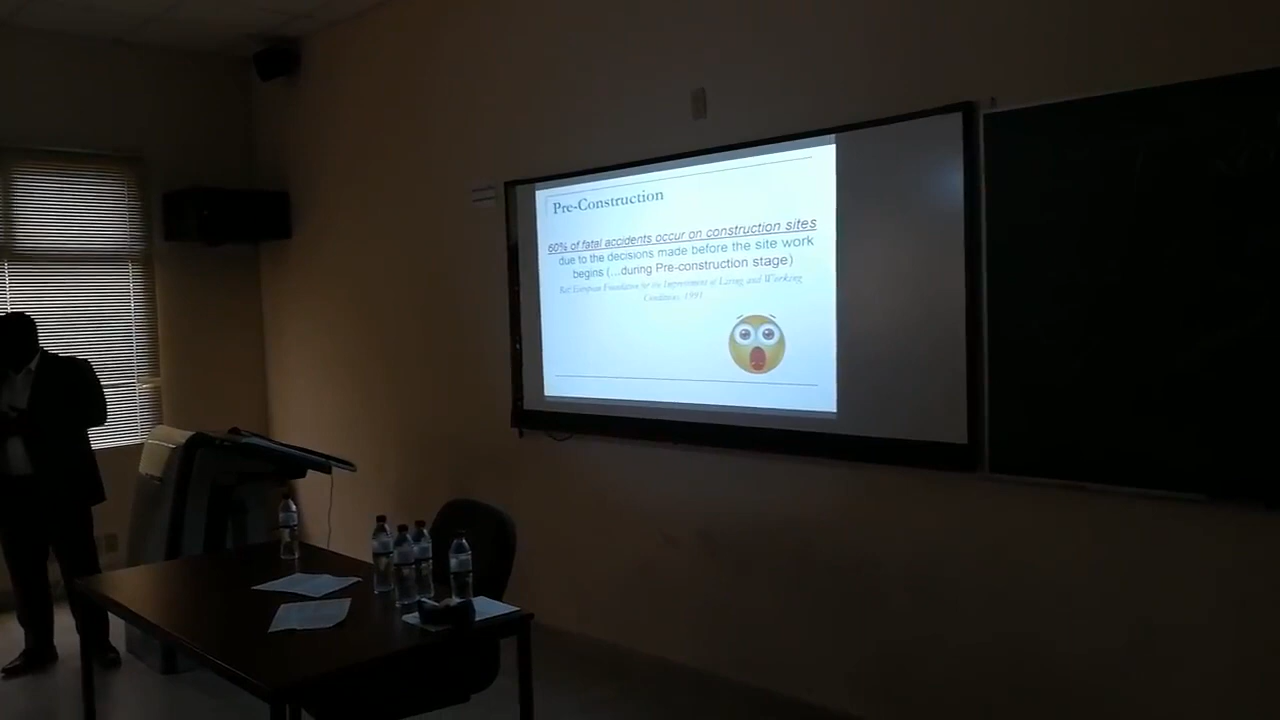 Pre-Construction
60% of fatal accidents occur on construction sites
due to the decisions made before the site work
begins (...during Pre-construction stage)
Ref: European Foundation for the Improvement of Living and Working
Conditions, 1991